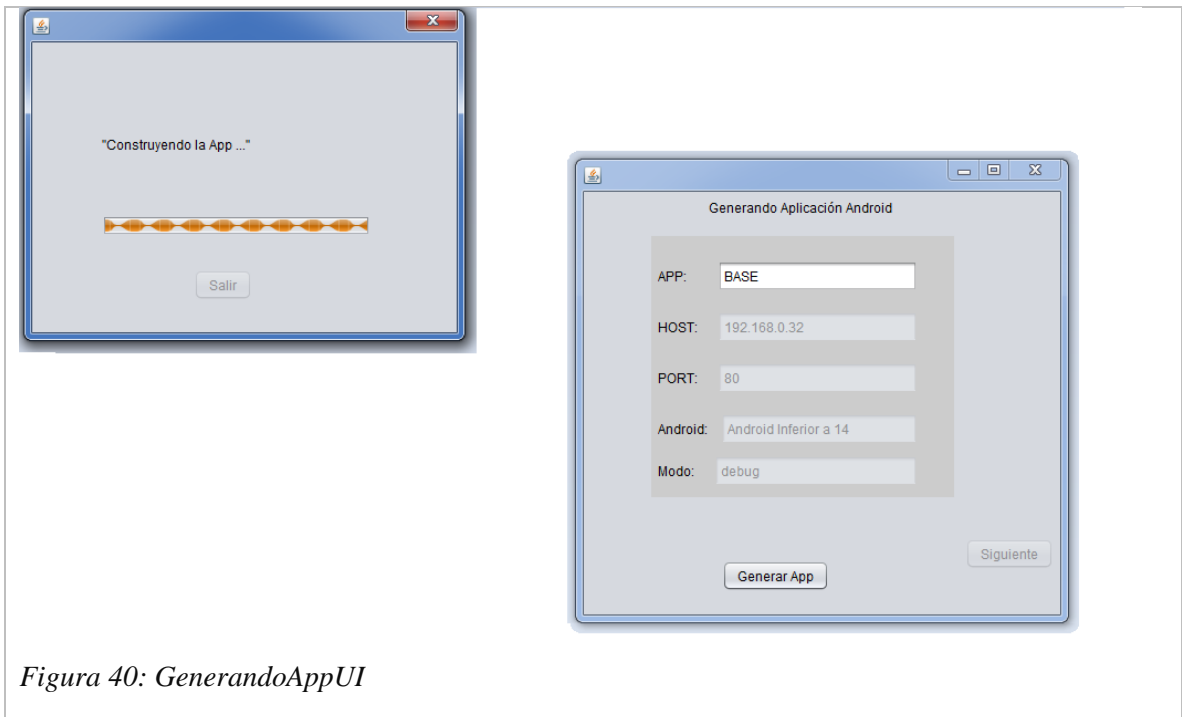 "Construyendo la App ..."
Salir
Generando Aplicación Android
APP: BASE
HOST: 192.168.0.32
PORT: 80
Android: Android Inferior a 14
Modo: debug
Siguiente
Generar App
Figura 40: GenerandoAppUI